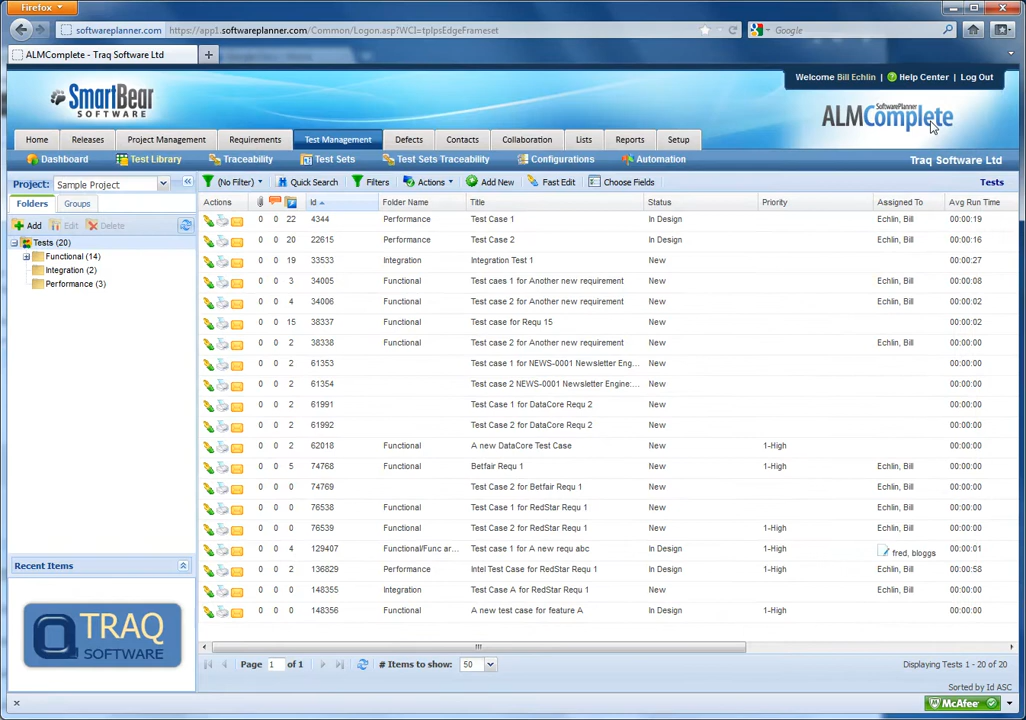 Firefox
softwareplanner.com https://app1.softwareplanner.com/Common/Logon.asp?WCI=tplpsEdgeFrameset
Google
ALMComplete - Traq Software Ltd
Welcome Bill Echlin | Help Center | Log Out
SMARTBEAR
SOFTWARE
SoftwarePlanner
ALMComplete
Home Releases Project Management Requirements Test Management Defects Contacts Collaboration Lists Reports Setup
Dashboard Test Library Traceability Test Sets Test Sets Traceability Configurations Automation Traq Software Ltd
Project: Sample Project
(No Filter) Quick Search Filters Actions Add New Fast Edit Choose Fields Tests
Folders Groups
Add Edit Delete
Tests (20)
Functional (14)
Integration (2)
Performance (3)
Actions Id Folder Name Title Status Priority Assigned To Avg Run Time
0 0 22 4344 Performance Test Case 1 In Design Echlin, Bill 00:00:19
0 0 20 22615 Performance Test Case 2 In Design Echlin, Bill 00:00:16
0 0 19 33533 Integration Integration Test 1 New 00:00:27
0 0 3 34005 Functional Test caes 1 for Another new requirement New Echlin, Bill 00:00:08
0 0 4 34006 Functional Test case 2 for Another new requirement New Echlin, Bill 00:00:02
0 0 15 38337 Functional Test case for Requ 15 New 00:00:02
0 0 2 38338 Functional Test case 2 for Another new requirement New Echlin, Bill 00:00:00
0 0 2 61353 Test case 1 for NEWS-0001 Newsletter Eng... New 00:00:00
0 0 2 61354 Test case 2 NEWS-0001 Newsletter Engine:... New 00:00:00
0 0 2 61991 Test Case 1 for DataCore Requ 2 New 00:00:00
0 0 2 61992 Test Case 2 for DataCore Requ 2 New 00:00:00
0 0 2 62018 Functional A new DataCore Test Case New 1-High 00:00:00
0 0 5 74768 Functional Betfair Requ 1 New 1-High Echlin, Bill 00:00:00
0 0 0 74769 Test Case 2 for Betfair Requ 1 New Echlin, Bill 00:00:00
0 0 0 76538 Functional Test Case 1 for RedStar Requ 1 New Echlin, Bill 00:00:00
0 0 0 76539 Functional Test Case 2 for RedStar Requ 1 New 1-High Echlin, Bill 00:00:00
0 0 4 129407 Functional/Func ar... Test case 1 for A new requ abc In Design 1-High fred, bloggs 00:00:01
0 0 2 136829 Performance Intel Test Case for RedStar Requ 1 In Design 1-High Echlin, Bill 00:00:58
0 0 0 148355 Integration Test Case A for RedStar Requ 1 New Echlin, Bill 00:00:00
0 0 0 148356 Functional A new test case for feature A In Design 1-High 00:00:00
Recent Items
TRAQ
SOFTWARE
Page 1 of 1 # Items to show: 50 Displaying Tests 1 - 20 of 20
Sorted by Id ASC
McAfee